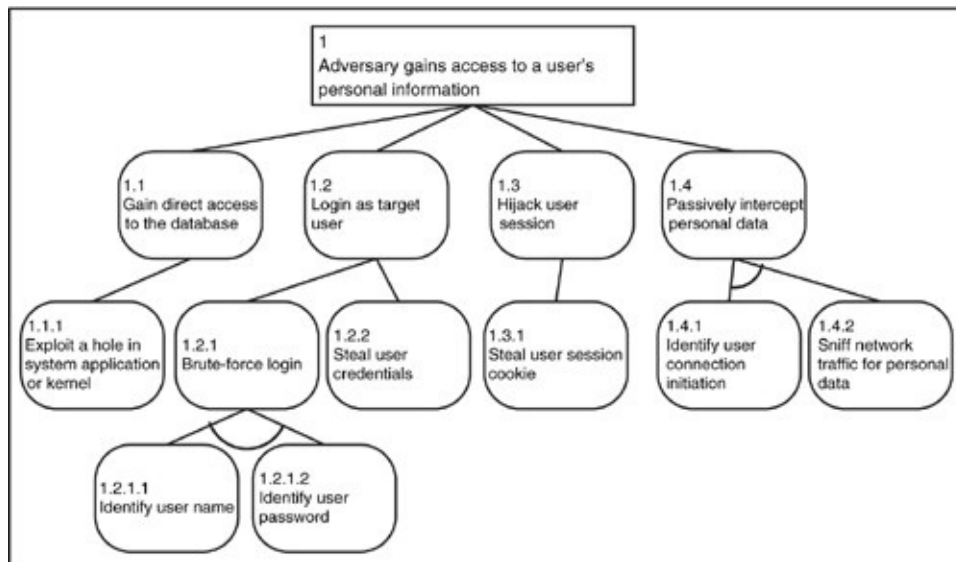 1
Adversary gains access to a user's
personal information
1.1
Gain direct access
to the database
1.2
Login as target
user
1.3
Hijack user
session
1.4
Passively intercept
personal data
1.1.1
Exploit a hole in
system application
or kernel
1.2.1
Brute-force login
1.2.2
Steal user
credentials
1.3.1
Steal user session
cookie
1.4.1
Identify user
connection
initiation
1.4.2
Sniff network
traffic for personal
data
1.2.1.1
Identify user name
1.2.1.2
Identify user
password